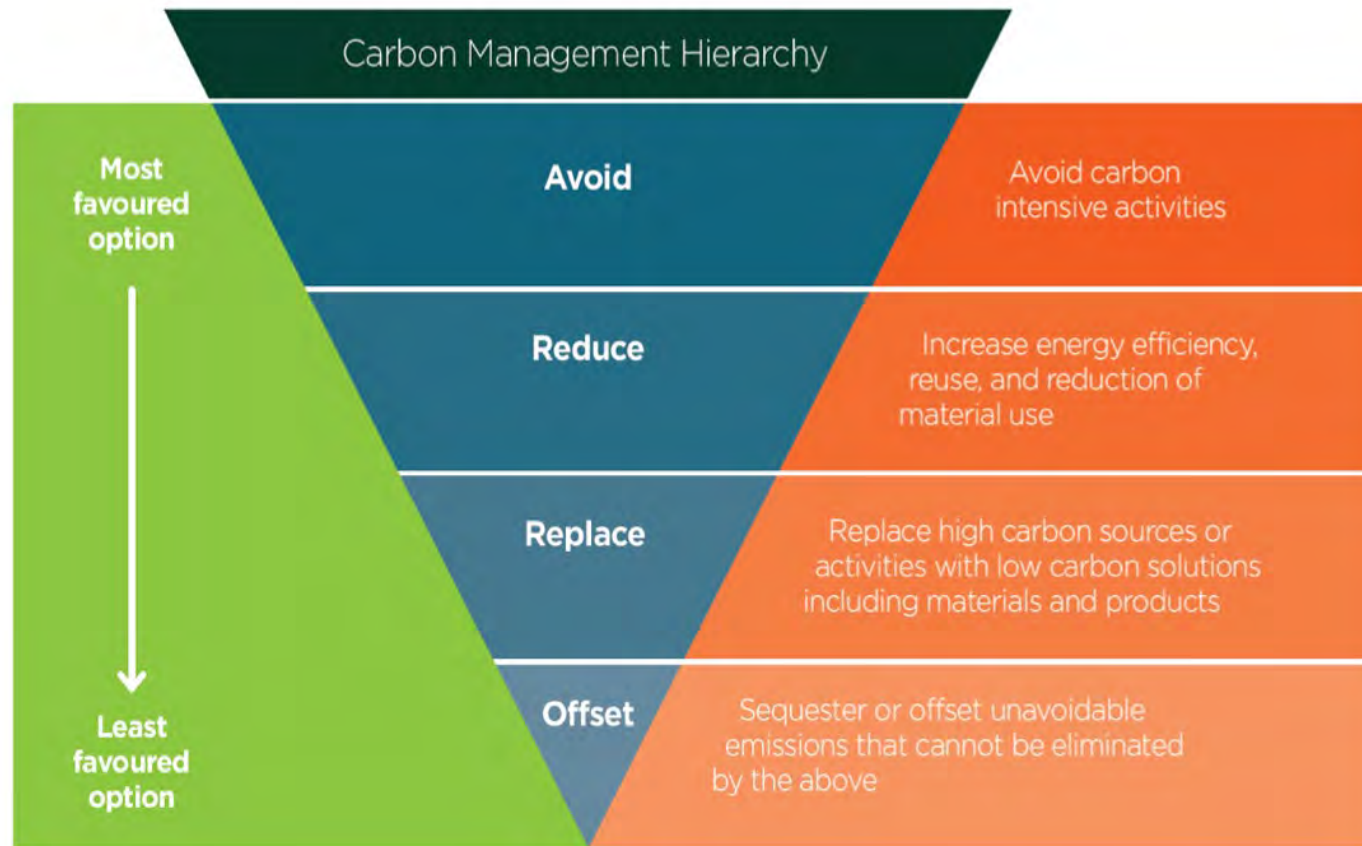 Carbon Management Hierarchy
Most
favoured
option
Avoid
Avoid carbon
intensive activities
Reduce
Increase energy efficiency,
reuse, and reduction of
material use
Replace
Replace high carbon sources or
activities with low carbon solutions
including materials and products
Least
favoured
option
Offset
Sequester or offset unavoidable
emissions that cannot be eliminated
by the above